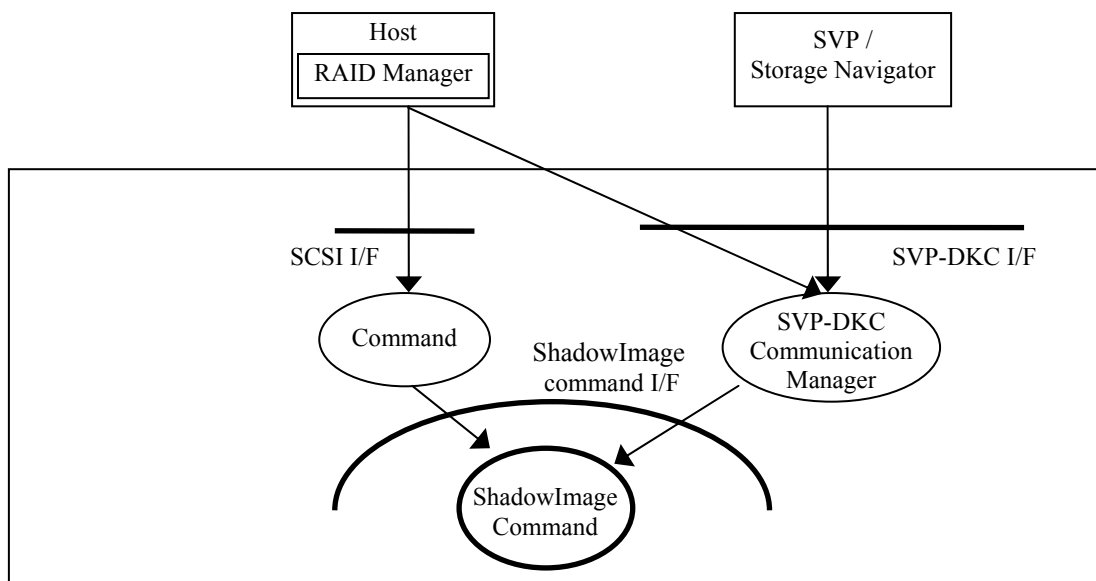 Host
RAID Manager
SVP /
Storage Navigator
SCSI I/F
SVP-DKC I/F
Command
SVP-DKC
Communication
Manager
ShadowImage
command I/F
ShadowImage
Command